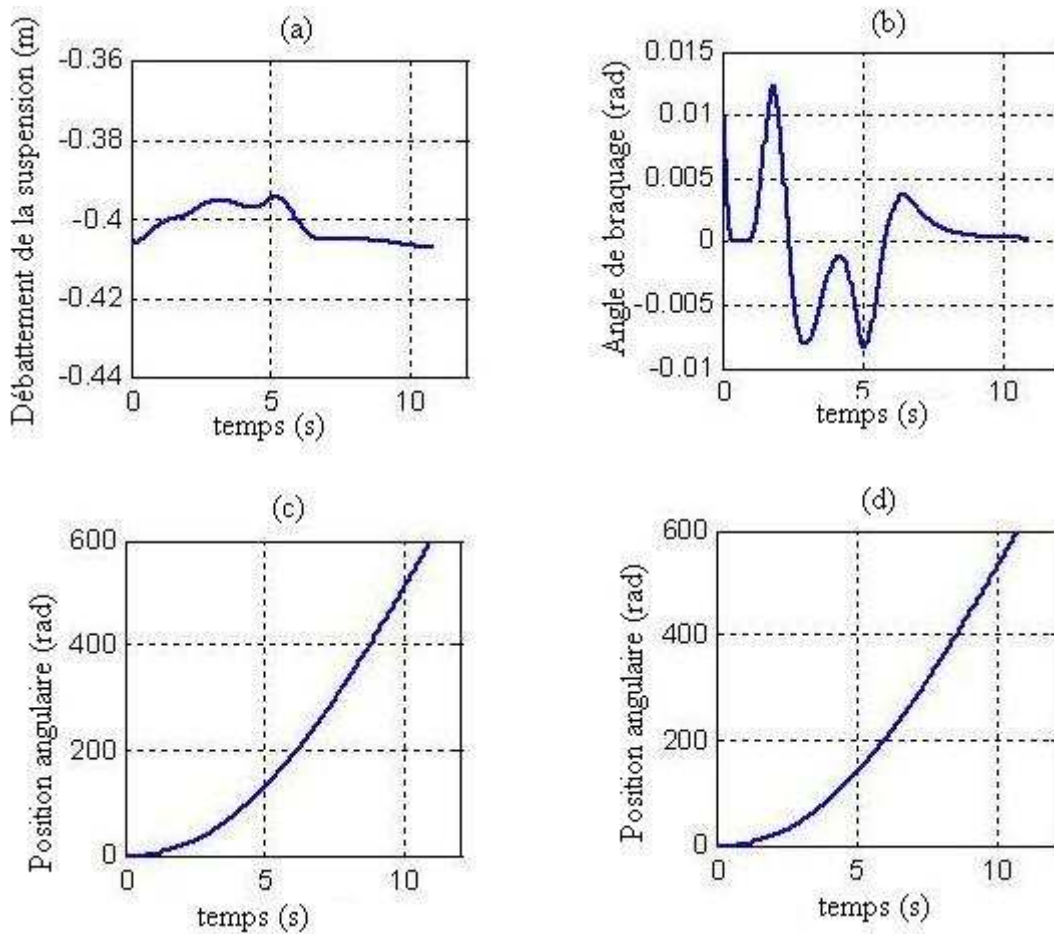 (a)
Débattement de la suspension (m)
-0.36
-0.38
-0.4
-0.42
-0.44
0
5
10
temps (s)
(b)
Angle de braquage (rad)
0.015
0.01
0.005
0
-0.005
-0.01
0
5
10
temps (s)
(c)
Position angulaire (rad)
600
400
200
0
0
5
10
temps (s)
(d)
Position angulaire (rad)
600
400
200
0
0
5
10
temps (s)